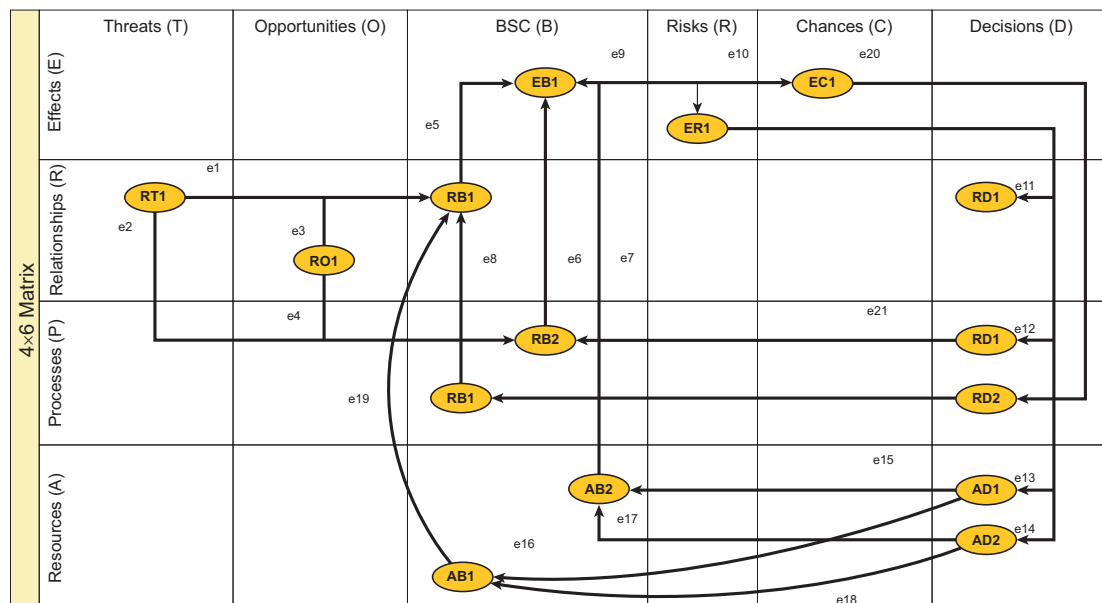 4×6 Matrix
Threats (T)
Opportunities (O)
BSC (B)
Risks (R)
Chances (C)
Decisions (D)
Effects (E)
e9
e10
e20
EB1
EC1
e5
ER1
Relationships (R)
e1
RT1
RB1
e11
RD1
e2
e3
RO1
e8
e6
e7
Processes (P)
e4
e21
RB2
e12
RD1
e19
RB1
RD2
Resources (A)
e15
AB2
e13
AD1
e17
e14
AD2
e16
AB1
e18